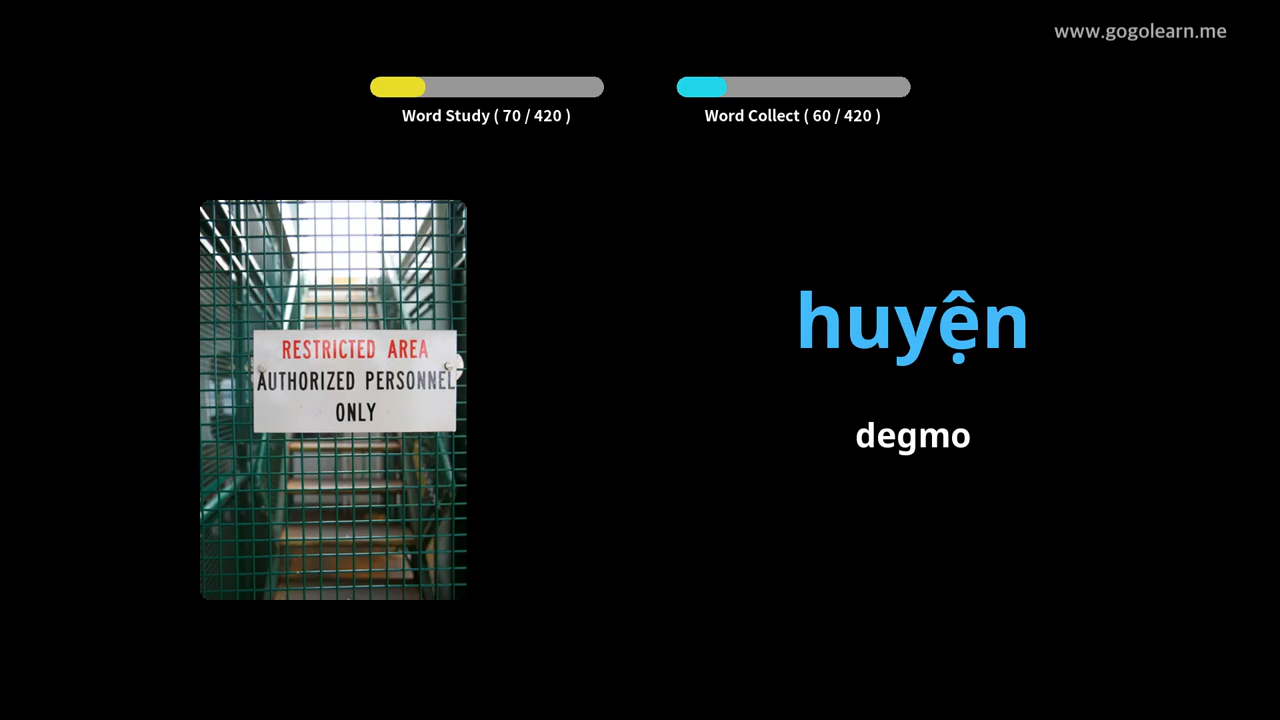 www.gogolearn.me
Word Study ( 70 / 420 )
Word Collect ( 60 / 420 )
RESTRICTED AREA
AUTHORIZED PERSONNEL
ONLY
huyện
degmo